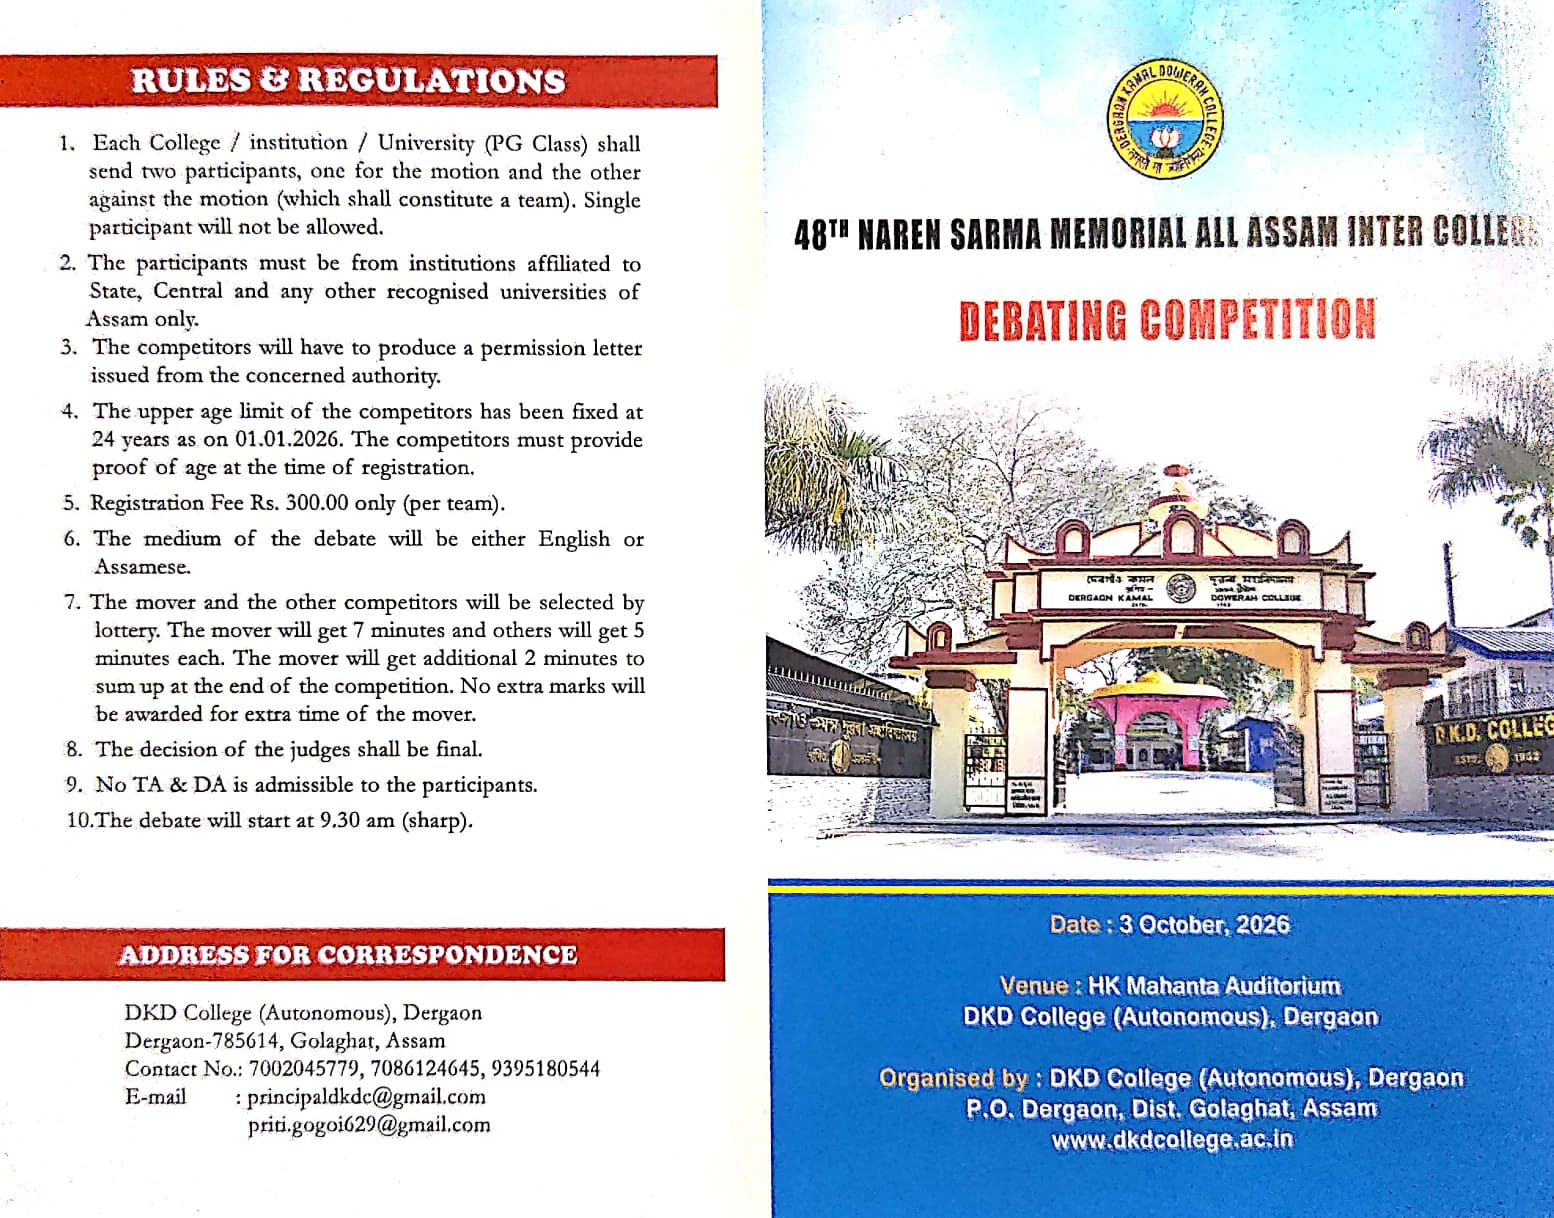 RULES & REGULATIONS
1. Each College / institution / University (PG Class) shall
send two participants, one for the motion and the other
against the motion (which shall constitute a team). Single
participant will not be allowed.
2. The participants must be from institutions affiliated to
State, Central and any other recognised universities of
Assam only.
3. The competitors will have to produce a permission letter
issued from the concerned authority.
4. The upper age limit of the competitors has been fixed at
24 years as on 01.01.2026. The competitors must provide
proof of age at the time of registration.
5. Registration Fee Rs. 300.00 only (per team).
6. The medium of the debate will be either English or
Assamese.
7. The mover and the other competitors will be selected by
lottery. The mover will get 7 minutes and others will get 5
minutes each. The mover will get additional 2 minutes to
sum up at the end of the competition. No extra marks will
be awarded for extra time of the mover.
8. The decision of the judges shall be final.
9. No TA & DA is admissible to the participants.
10.The debate will start at 9.30 am (sharp).
ADDRESS FOR CORRESPONDENCE
DKD College (Autonomous), Dergaon
Dergaon-785614, Golaghat, Assam
Contact No.: 7002045779, 7086124645, 9395180544
E-mail : principaldkdc@gmail.com
priti.gogoi629@gmail.com
DERGAON KAMAL DOWERAH COLLEGE
48TH NAREN SARMA MEMORIAL ALL ASSAM INTER COLLEGE
DEBATING COMPETITION
DERGAON KAMAL DOWERAH COLLEGE
D.K.D. COLLEG
ESTD. 1962
Date : 3 October, 2026
Venue : HK Mahanta Auditorium
DKD College (Autonomous), Dergaon
Organised by : DKD College (Autonomous), Dergaon
P.O. Dergaon, Dist. Golaghat, Assam
www.dkdcollege.ac.in